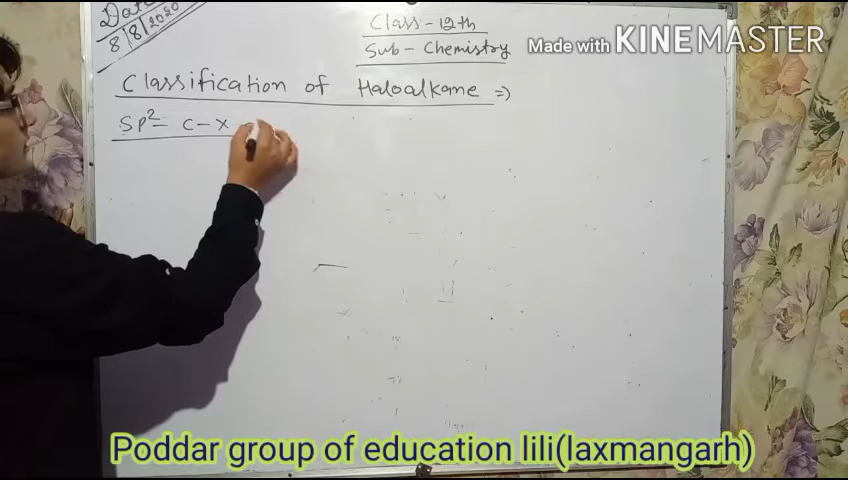 Date
8/8/2020
Class-12th
Sub-Chemistry
Made with KINEMASTER
Classification of Haloalkane =>
SP²- C-X
Poddar group of education lili(laxmangarh)